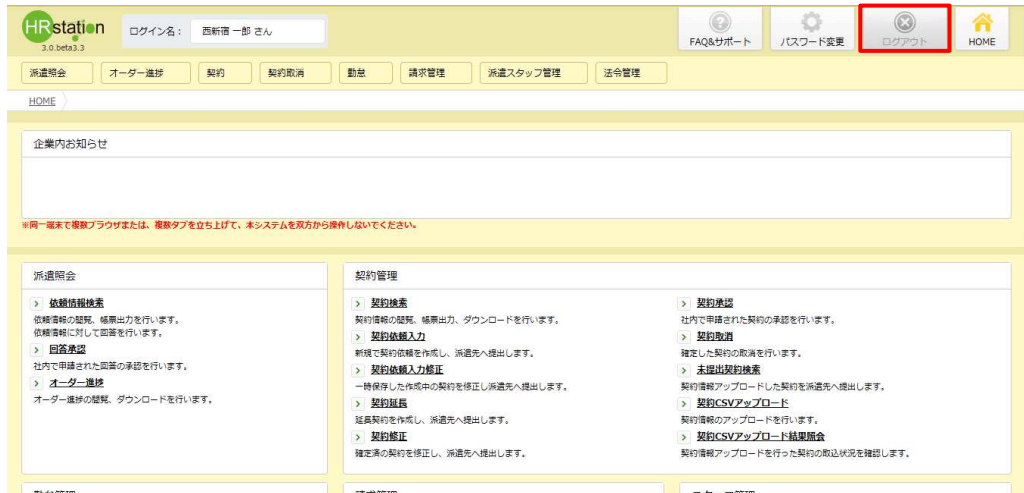 HRstation
3.0.beta3.3
ログイン名： 西新宿 一郎 さん
FAQ&サポート
パスワード変更
ログアウト
HOME
派遣照会
オーダー進捗
契約
契約取消
勤怠
請求管理
派遣スタッフ管理
法令管理
HOME
企業内お知らせ
※同一端末で複数ブラウザまたは、複数タブを立ち上げて、本システムを双方から操作しないでください。
派遣照会
依頼情報検索
依頼情報の閲覧、帳票出力を行います。
依頼情報に対して回答を行います。
回答承認
社内で申請された回答の承認を行います。
オーダー進捗
オーダー進捗の閲覧、ダウンロードを行います。
契約管理
契約検索
契約情報の閲覧、帳票出力、ダウンロードを行います。
契約依頼入力
新規で契約依頼を作成し、派遣先へ提出します。
契約依頼入力修正
一時保存した作成中の契約を修正し派遣先へ提出します。
契約延長
延長契約を作成し、派遣先へ提出します。
契約修正
確定済の契約を修正し、派遣先へ提出します。
契約承認
社内で申請された契約の承認を行います。
契約取消
確定した契約の取消を行います。
未提出契約検索
契約情報アップロードした契約を派遣先へ提出します。
契約CSVアップロード
契約情報のアップロードを行います。
契約CSVアップロード結果照会
契約情報アップロードを行った契約の取込状況を確認します。